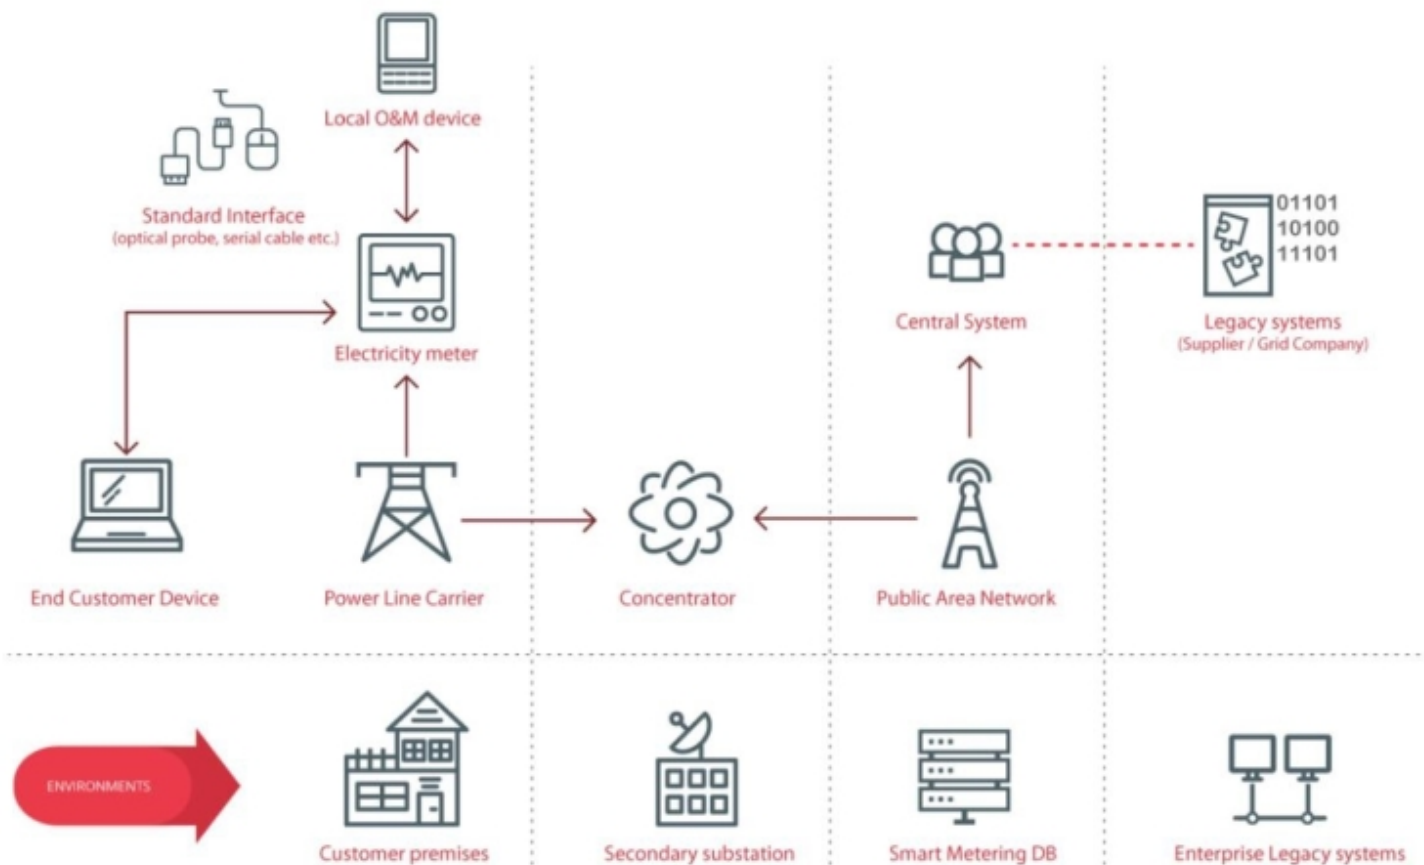 Local O&M device
Standard Interface
(optical probe, serial cable etc.)
01101
10100
11101
Electricity meter
Central System
Legacy systems
(Supplier / Grid Company)
End Customer Device
Power Line Carrier
Concentrator
Public Area Network
ENVIRONMENTS
Customer premises
Secondary substation
Smart Metering DB
Enterprise Legacy systems